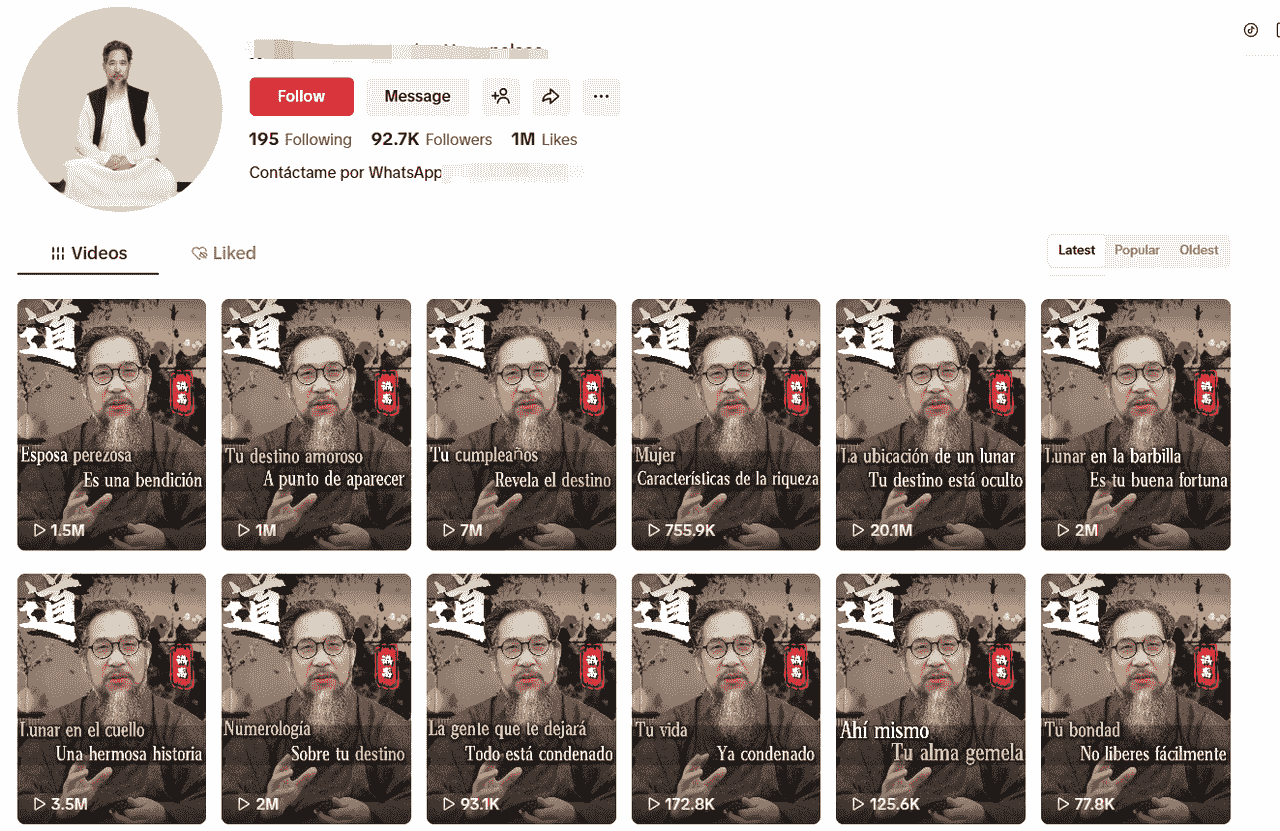 Follow
Message
195 Following 92.7K Followers 1M Likes
Contáctame por WhatsApp
Videos
Liked
Latest Popular Oldest
道
Esposa perezosa
Es una bendición
1.5M
道
Tu destino amoroso
A punto de aparecer
1M
道
Tu cumpleaños
Revela el destino
7M
道
Mujer
Características de la riqueza
755.9K
道
La ubicación de un lunar
Tu destino está oculto
20.1M
道
Lunar en la barbilla
Es tu buena fortuna
2M
道
Lunar en el cuello
Una hermosa historia
3.5M
道
Numerología
Sobre tu destino
2M
道
La gente que te dejará
Todo está condenado
93.1K
道
Tu vida
Ya condenado
172.8K
道
Ahí mismo
Tu alma gemela
125.6K
道
Tu bondad
No liberes fácilmente
77.8K